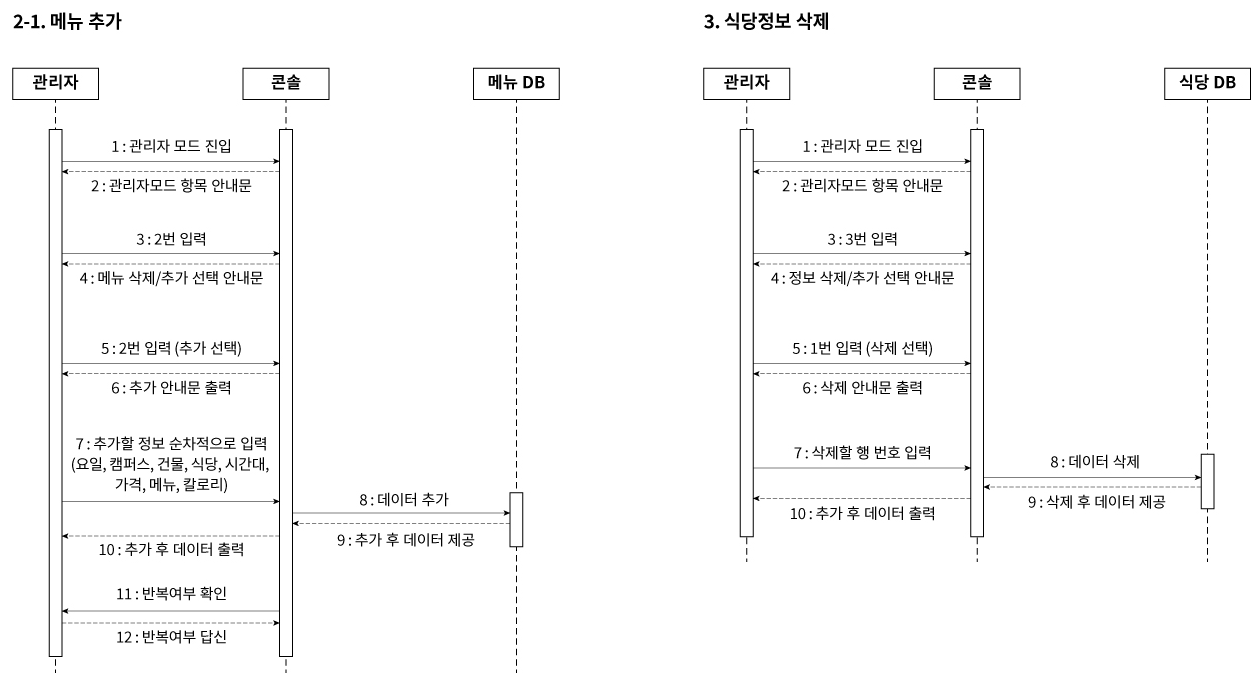 2-1. 메뉴 추가
관리자
콘솔
메뉴 DB
1 : 관리자 모드 진입
2 : 관리자모드 항목 안내문
3 : 2번 입력
4 : 메뉴 삭제/추가 선택 안내문
5 : 2번 입력 (추가 선택)
6 : 추가 안내문 출력
7 : 추가할 정보 순차적으로 입력
(요일, 캠퍼스, 건물, 식당, 시간대,
가격, 메뉴, 칼로리)
8 : 데이터 추가
9 : 추가 후 데이터 제공
10 : 추가 후 데이터 출력
11 : 반복여부 확인
12 : 반복여부 답신
3. 식당정보 삭제
관리자
콘솔
식당 DB
1 : 관리자 모드 진입
2 : 관리자모드 항목 안내문
3 : 3번 입력
4 : 정보 삭제/추가 선택 안내문
5 : 1번 입력 (삭제 선택)
6 : 삭제 안내문 출력
7 : 삭제할 행 번호 입력
8 : 데이터 삭제
9 : 삭제 후 데이터 제공
10 : 추가 후 데이터 출력